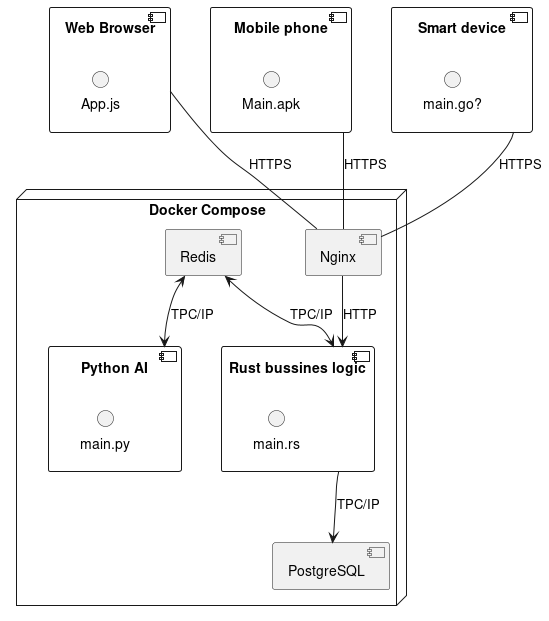 Web Browser
Mobile phone
Smart device
App.js
Main.apk
main.go?
HTTPS
HTTPS
HTTPS
Docker Compose
Redis
Nginx
TPC/IP
TPC/IP
HTTP
Python AI
Rust bussines logic
main.py
main.rs
TPC/IP
PostgreSQL